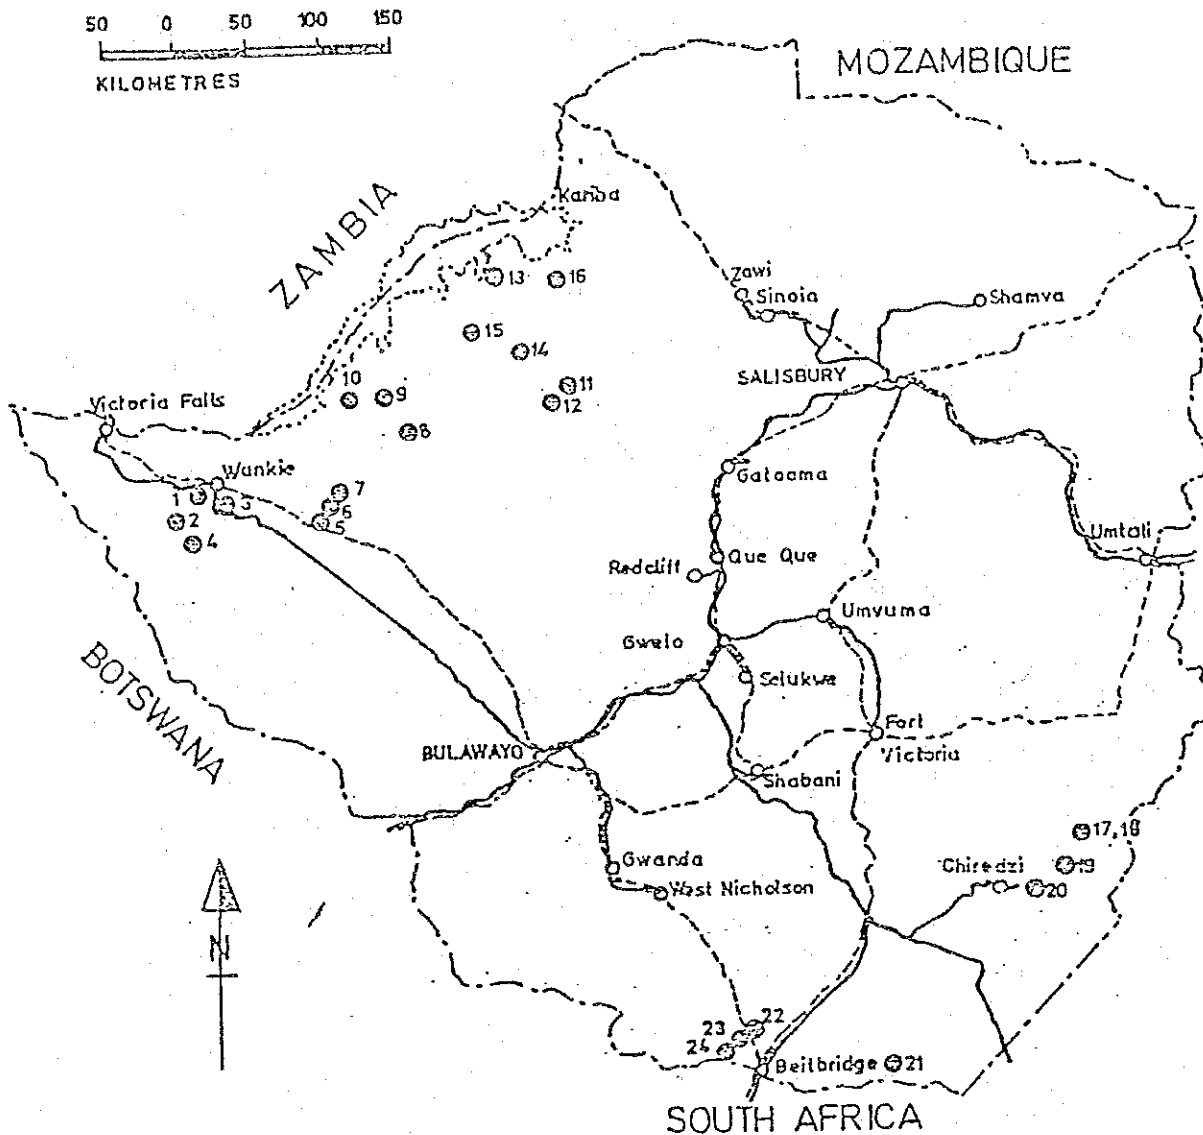 50 0 50 100 150
KILOMETRES
MOZAMBIQUE
ZAMBIA
Kariba
13
16
Zawi
Sinoia
Shamva
15
14
SALISBURY
10
9
11
12
Victoria Falls
8
Wankie
Gatooma
1
3
7
6
5
2
4
Umtali
Redcliff
Que Que
Umvuma
Gwelo
Selukwe
BOTSWANA
BULAWAYO
Fort
Victoria
Shabani
17,18
Gwanda
Chiredzi
19
20
West Nicholson
N
22
23
24
Beitbridge
21
SOUTH AFRICA